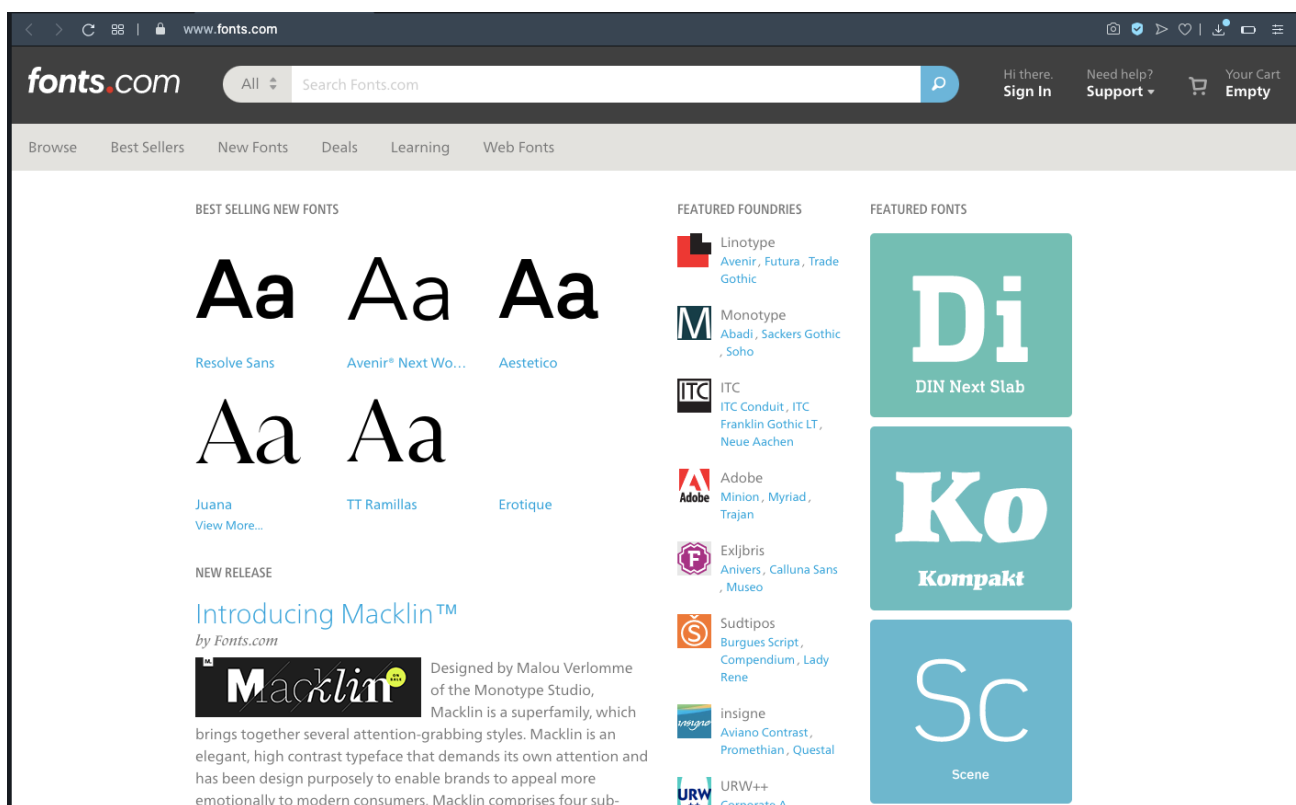 www.fonts.com
fonts.com
All
Search Fonts.com
Hi there.
Sign In
Need help?
Support
Your Cart
Empty
Browse
Best Sellers
New Fonts
Deals
Learning
Web Fonts
BEST SELLING NEW FONTS
Aa
Aa
Aa
Resolve Sans
Avenir® Next Wo...
Aestetico
Aa
Aa
Juana
TT Ramillas
Erotique
View More...
NEW RELEASE
Introducing Macklin™
by Fonts.com
M.
Macklin
Designed by Malou Verlomme
of the Monotype Studio,
Macklin is a superfamily, which
brings together several attention-grabbing styles. Macklin is an
elegant, high contrast typeface that demands its own attention and
has been design purposely to enable brands to appeal more
emotionally to modern consumers. Macklin comprises four sub-
FEATURED FOUNDRIES
Linotype
Avenir, Futura, Trade
Gothic
M
Monotype
Abadi, Sackers Gothic
, Soho
ITC
ITC
ITC Conduit, ITC
Franklin Gothic LT,
Neue Aachen
Adobe
Adobe
Minion, Myriad,
Trajan
F
Exljbris
Anivers, Calluna Sans
, Museo
Š
Sudtipos
Burgues Script,
Compendium, Lady
Rene
insigne
insigne
Aviano Contrast,
Promethian, Questal
URW
++
URW++
Corporate A,
FEATURED FONTS
Di
DIN Next Slab
Ko
Kompakt
Sc
Scene